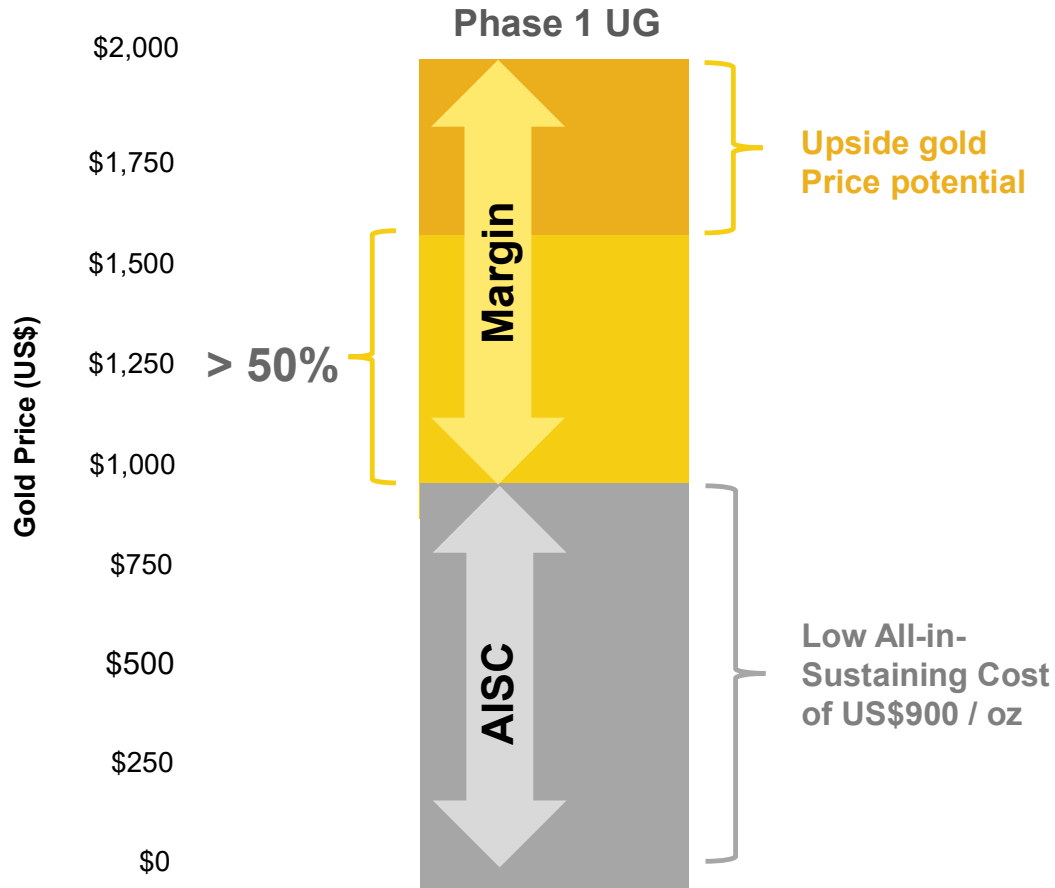 Phase 1 UG
$2,000
$1,750
$1,500
$1,250
$1,000
$750
$500
$250
$0
Gold Price (US$)
> 50%
Margin
AISC
Upside gold
Price potential
Low All-in-
Sustaining Cost
of US$900 / oz